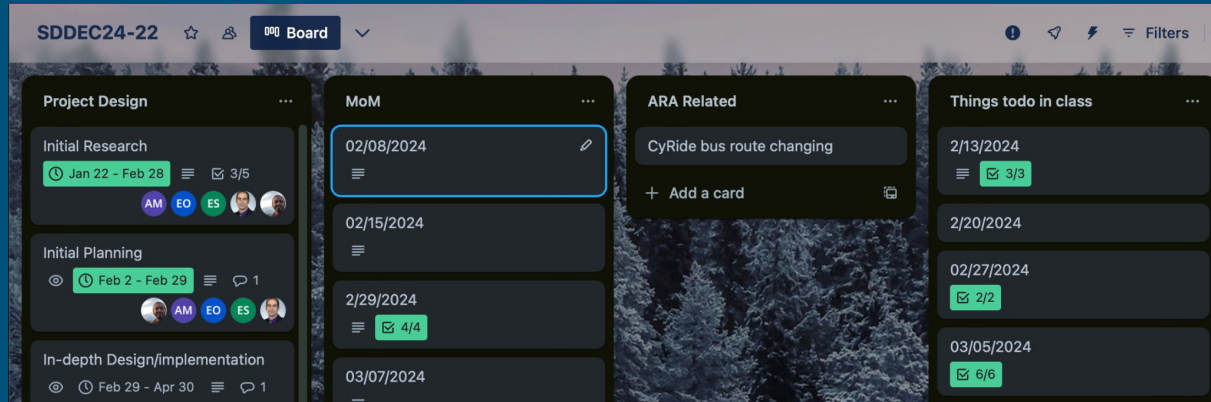 SDDEC24-22
Board
Filters
Project Design
Initial Research
Jan 22 - Feb 28
3/5
AM EO ES
Initial Planning
Feb 2 - Feb 29
1
AM EO ES
In-depth Design/implementation
Feb 29 - Apr 30
1
MoM
02/08/2024
02/15/2024
2/29/2024
4/4
03/07/2024
ARA Related
CyRide bus route changing
+ Add a card
Things todo in class
2/13/2024
3/3
2/20/2024
02/27/2024
2/2
03/05/2024
6/6